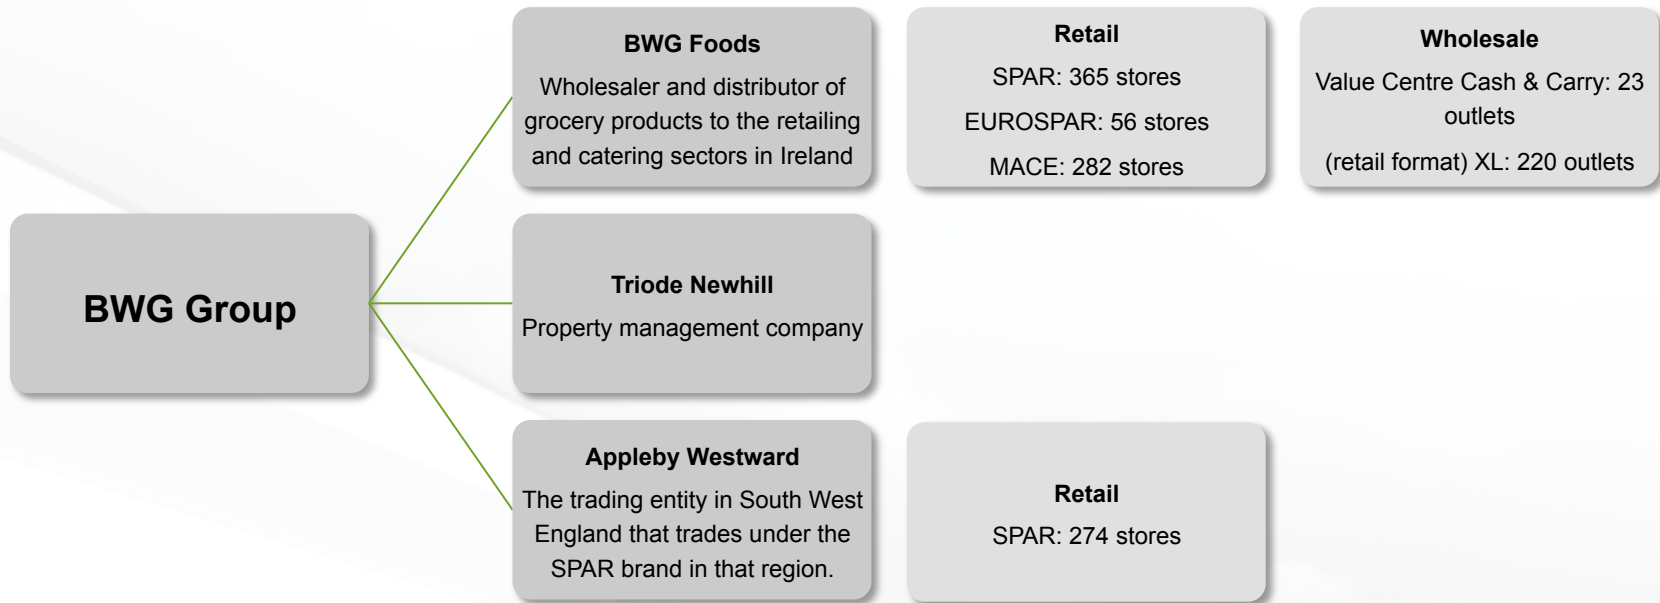 BWG Group
BWG Foods
Wholesaler and distributor of
grocery products to the retailing
and catering sectors in Ireland
Retail
SPAR: 365 stores
EUROSPAR: 56 stores
MACE: 282 stores
Wholesale
Value Centre Cash & Carry: 23
outlets
(retail format) XL: 220 outlets
Triode Newhill
Property management company
Appleby Westward
The trading entity in South West
England that trades under the
SPAR brand in that region.
Retail
SPAR: 274 stores